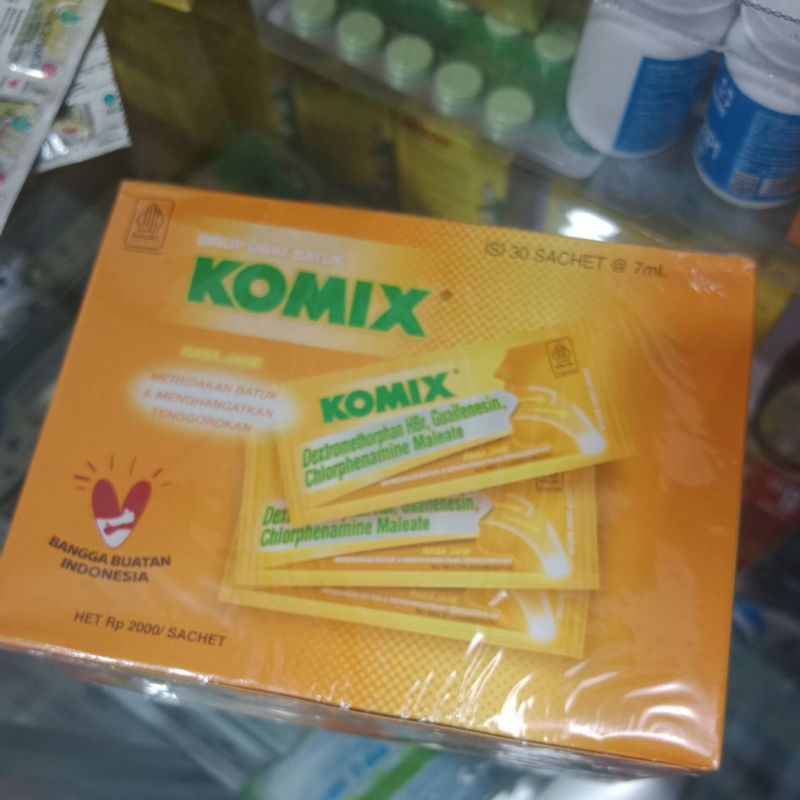 SIRUP OBAT BATUK
(S) 30 SACHET @ 7mL
KOMIX
RASA JAHE
MEREDAKAN BATUK
& MENGHANGATKAN
TENGGOROKAN
KOMIX
Dextromethorphan HBr, Guaifenesin,
Chlorphenamine Maleate
Guaifenesin,
Chlorphenamine Maleate
RASA JAHE
BANGGA BUATAN
INDONESIA
HET Rp 2000/ SACHET